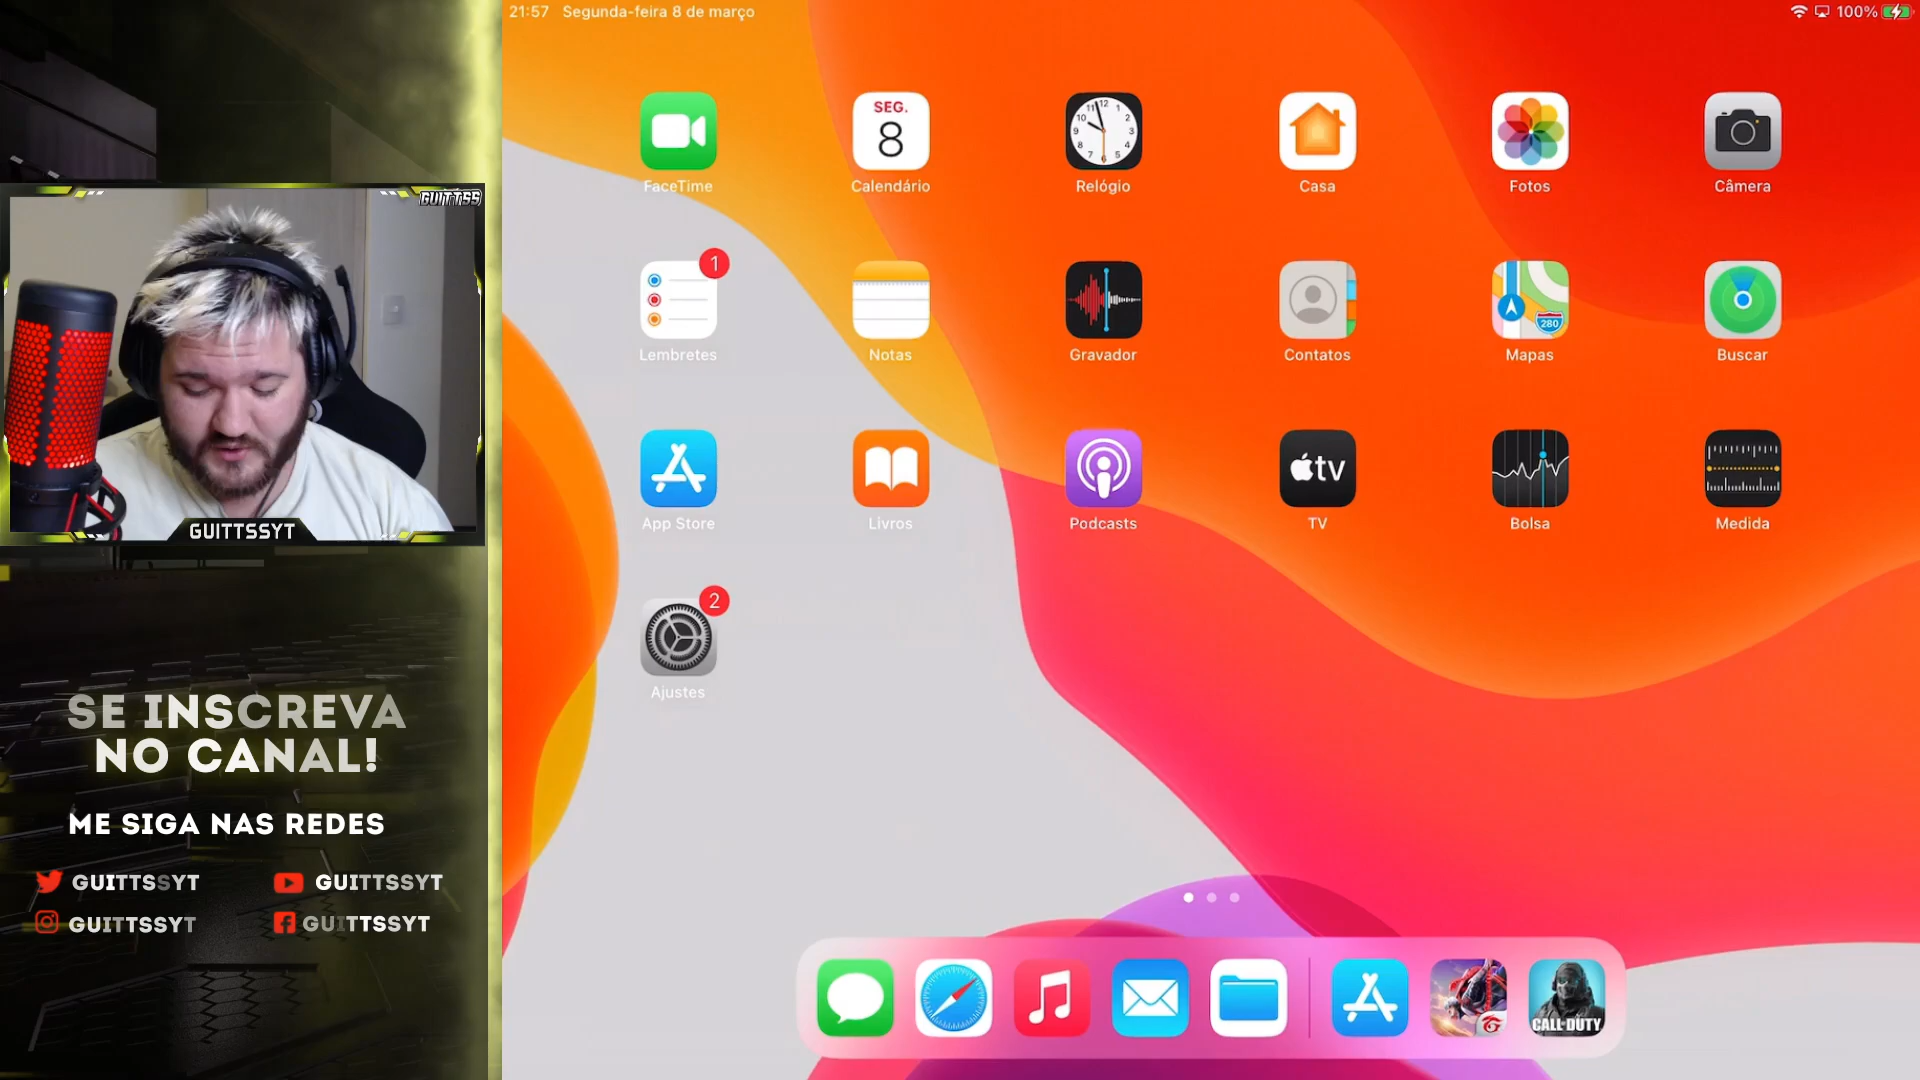 21:57 Segunda-feira 8 de março
100%
SEG.
8
FaceTime
Calendário
Relógio
Casa
Fotos
Câmera
1
280
Lembretes
Notas
Gravador
Contatos
Mapas
Buscar
tv
App Store
Livros
Podcasts
TV
Bolsa
Medida
2
Ajustes
CALL DUTY
GUITTSS
GUITTSSYT
SE INSCREVA
NO CANAL!
ME SIGA NAS REDES
GUITTSSYT
GUITTSSYT
GUITTSSYT
GUITTSSYT